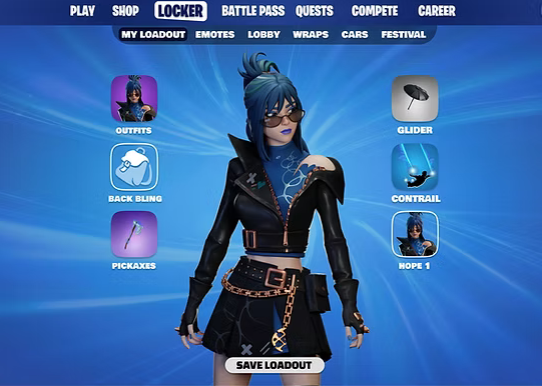 PLAY SHOP LOCKER BATTLE PASS QUESTS COMPETE CAREER
MY LOADOUT EMOTES LOBBY WRAPS CARS FESTIVAL
OUTFITS
GLIDER
BACK BLING
CONTRAIL
PICKAXES
HOPE 1
SAVE LOADOUT